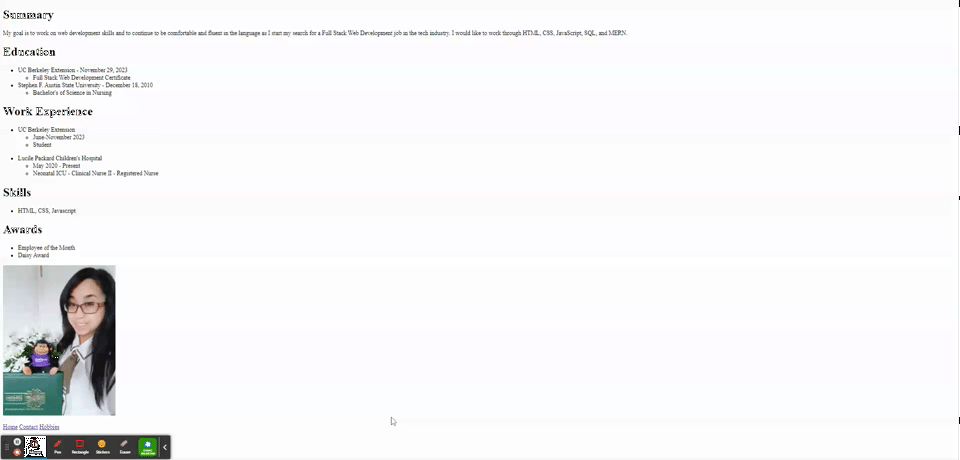 Summary
My goal is to work on web development skills and to continue to be comfortable and fluent in the language as I start my search for a Full Stack Web Development job in the tech industry. I would like to work through HTML, CSS, JavaScript, SQL, and MERN.
Education
UC Berkeley Extension - November 29, 2023
Full Stack Web Development Certificate
Stephen F. Austin State University - December 18, 2010
Bachelor's of Science in Nursing
Work Experience
UC Berkeley Extension
June-November 2023
Student
Lucile Packard Children's Hospital
May 2020 - Present
Neonatal ICU - Clinical Nurse II - Registered Nurse
Skills
HTML, CSS, Javascript
Awards
Employee of the Month
Daisy Award
Home Contact Hobbies
Pen Rectangle Stickers Eraser